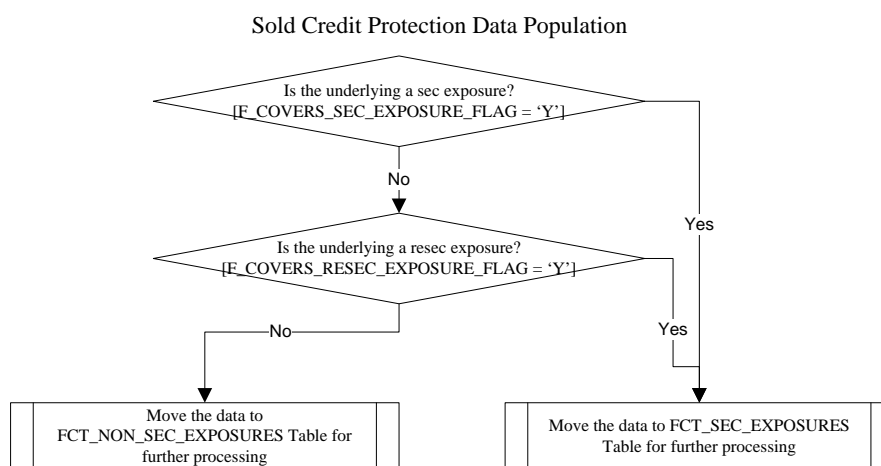 Sold Credit Protection Data Population
Is the underlying a sec exposure?
[F_COVERS_SEC_EXPOSURE_FLAG = ‘Y’]
No
Yes
Is the underlying a resec exposure?
[F_COVERS_RESEC_EXPOSURE_FLAG = ‘Y’]
No
Yes
Move the data to
FCT_NON_SEC_EXPOSURES Table for
further processing
Move the data to FCT_SEC_EXPOSURES
Table for further processing